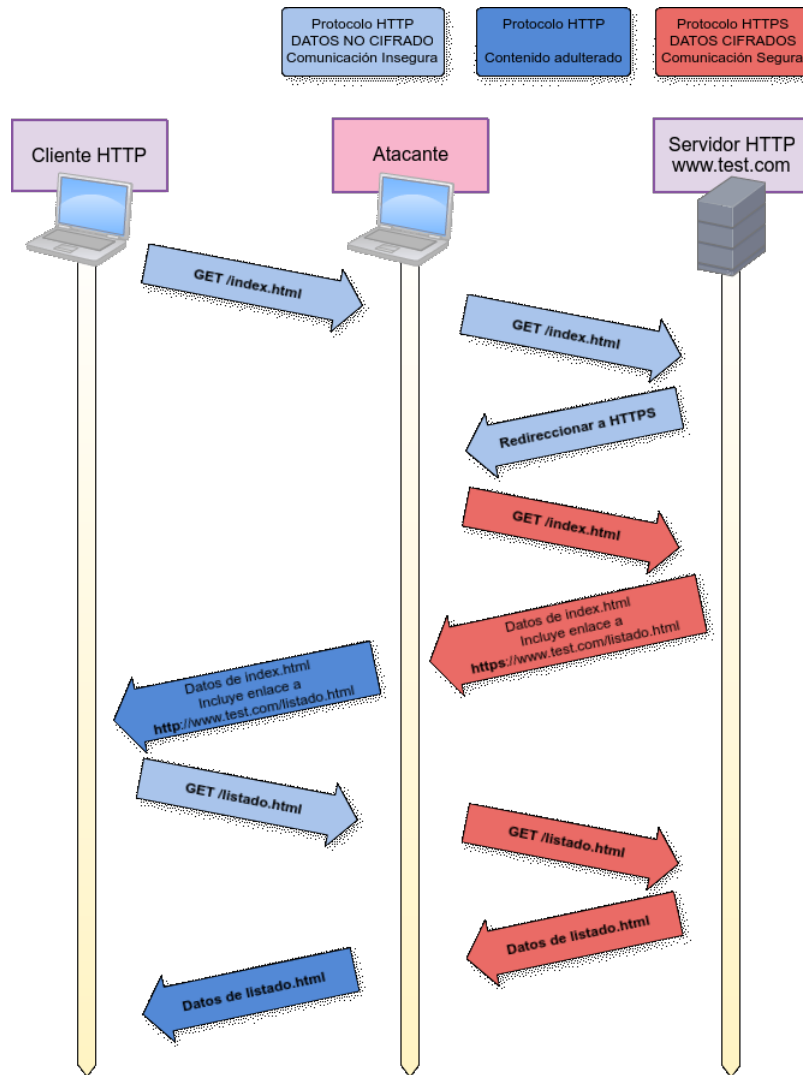 Protocolo HTTP
DATOS NO CIFRADO
Comunicación Insegura
Protocolo HTTP
Contenido adulterado
Protocolo HTTPS
DATOS CIFRADOS
Comunicación Segura
Cliente HTTP
Atacante
Servidor HTTP
www.test.com
GET /index.html
GET /index.html
Redireccionar a HTTPS
GET /index.html
Datos de index.html
Incluye enlace a
https://www.test.com/listado.html
Datos de index.html
Incluye enlace a
http://www.test.com/listado.html
GET /listado.html
GET /listado.html
Datos de listado.html
Datos de listado.html